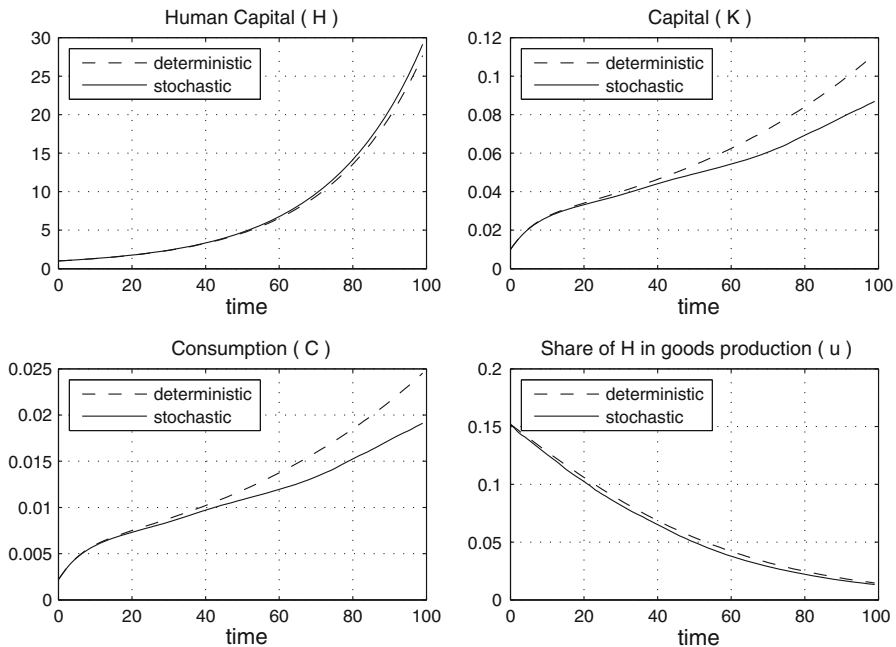 Human Capital ( H )
30
25
20
15
10
5
0
deterministic
stochastic
0 20 40 60 80 100
time
Capital ( K )
0.12
0.1
0.08
0.06
0.04
0.02
0
deterministic
stochastic
0 20 40 60 80 100
time
Consumption ( C )
0.025
0.02
0.015
0.01
0.005
0
deterministic
stochastic
0 20 40 60 80 100
time
Share of H in goods production ( u )
0.2
0.15
0.1
0.05
0
deterministic
stochastic
0 20 40 60 80 100
time